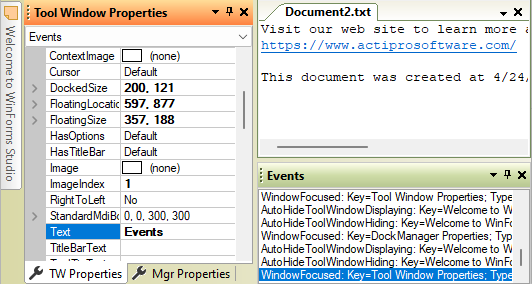 Welcome to WinForms Studio
Tool Window Properties
Events
ContextImage (none)
Cursor Default
DockedSize 200, 121
FloatingLocatio 597, 877
FloatingSize 357, 188
HasOptions Default
HasTitleBar Default
Image (none)
ImageIndex 1
RightToLeft No
StandardMdiBo 0, 0, 300, 300
Text Events
TitleBarText
TW Properties
Mgr Properties
Document2.txt
Visit our web site to learn more a
https://www.actiprosoftware.com/
This document was created at 4/24,
Events
WindowFocused: Key=Tool Window Properties; Type
AutoHideToolWindowDisplaying: Key=Welcome to W
AutoHideToolWindowHiding: Key=Welcome to WinFo
WindowFocused: Key=DockManager Properties; Type
AutoHideToolWindowDisplaying: Key=Welcome to W
AutoHideToolWindowHiding: Key=Welcome to WinFo
WindowFocused: Key=Tool Window Properties; Type